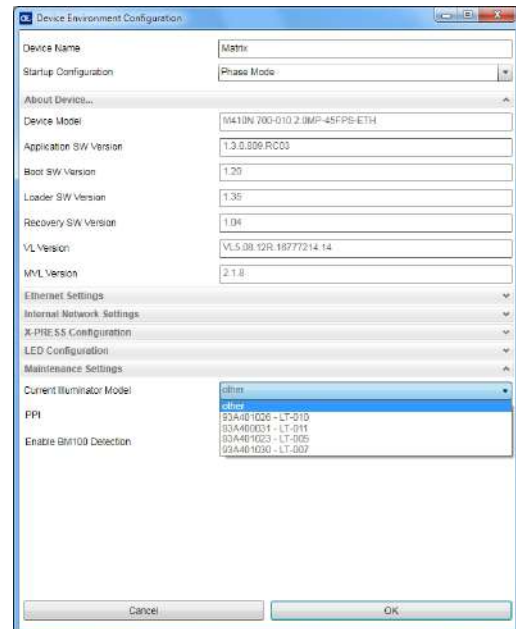 Device Environment Configuration
Device Name Matrix
Startup Configuration Phase Mode
About Device...
Device Model M410N 700-010 2.0MP-45FPS-ETH
Application SW Version 1.3.0.809.RC03
Boot SW Version 1.20
Loader SW Version 1.35
Recovery SW Version 1.04
VL Version VL5.08.12R.16777214.14
MVL Version 2.1.8
Ethernet Settings
Internal Network Settings
X-PRESS Configuration
LED Configuration
Maintenance Settings
Current Illuminator Model other
other
PPI 93A401026 - LT-010
93A400031 - LT-011
Enable BM100 Detection 93A401023 - LT-005
93A401030 - LT-007
Cancel OK